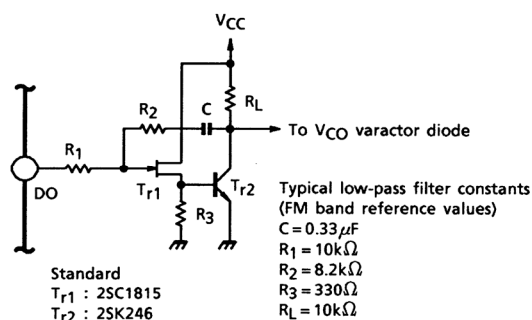 VCC
R2
C
RL
To VCO varactor diode
R1
DO
Tr1
Tr2
R3
Typical low-pass filter constants
(FM band reference values)
C=0.33μF
R1=10kΩ
R2=8.2kΩ
R3=330Ω
RL=10kΩ
Standard
Tr1 : 2SC1815
Tr2 : 2SK246